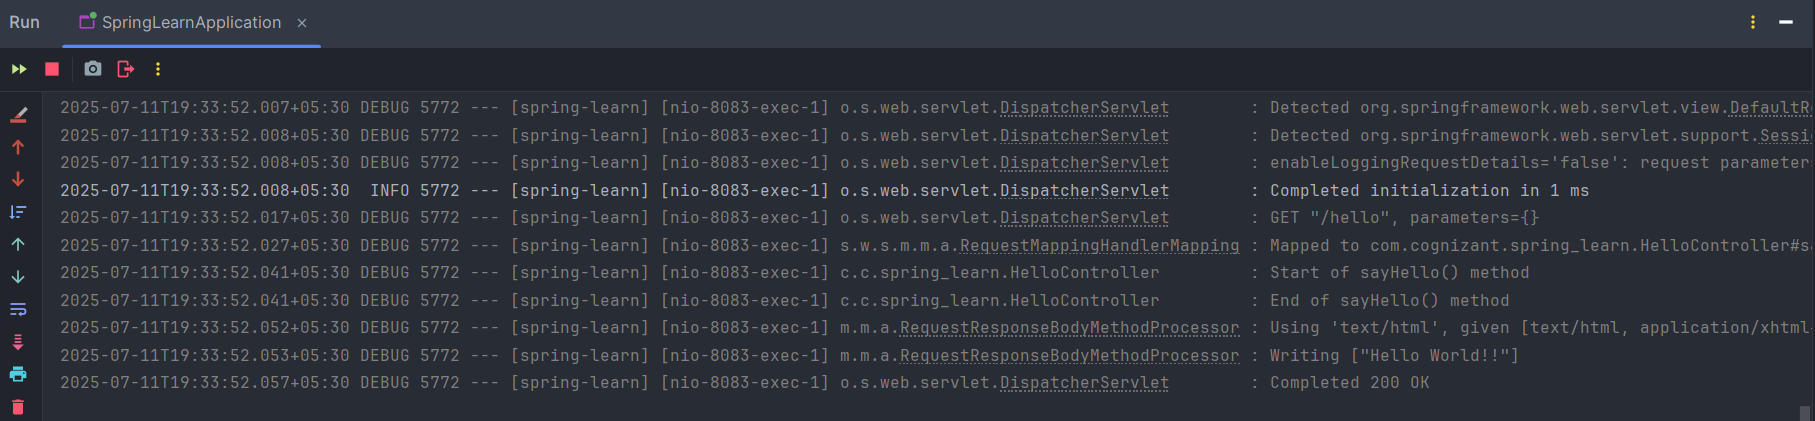 Run SpringLearnApplication
2025-07-11T19:33:52.007+05:30 DEBUG 5772 --- [spring-learn] [nio-8083-exec-1] o.s.web.servlet.DispatcherServlet : Detected org.springframework.web.servlet.view.DefaultR
2025-07-11T19:33:52.008+05:30 DEBUG 5772 --- [spring-learn] [nio-8083-exec-1] o.s.web.servlet.DispatcherServlet : Detected org.springframework.web.servlet.support.Sessi
2025-07-11T19:33:52.008+05:30 DEBUG 5772 --- [spring-learn] [nio-8083-exec-1] o.s.web.servlet.DispatcherServlet : enableLoggingRequestDetails='false': request parameter
2025-07-11T19:33:52.008+05:30 INFO 5772 --- [spring-learn] [nio-8083-exec-1] o.s.web.servlet.DispatcherServlet : Completed initialization in 1 ms
2025-07-11T19:33:52.017+05:30 DEBUG 5772 --- [spring-learn] [nio-8083-exec-1] o.s.web.servlet.DispatcherServlet : GET "/hello", parameters={}
2025-07-11T19:33:52.027+05:30 DEBUG 5772 --- [spring-learn] [nio-8083-exec-1] s.w.s.m.m.a.RequestMappingHandlerMapping : Mapped to com.cognizant.spring_learn.HelloController#s
2025-07-11T19:33:52.041+05:30 DEBUG 5772 --- [spring-learn] [nio-8083-exec-1] c.c.spring_learn.HelloController : Start of sayHello() method
2025-07-11T19:33:52.041+05:30 DEBUG 5772 --- [spring-learn] [nio-8083-exec-1] c.c.spring_learn.HelloController : End of sayHello() method
2025-07-11T19:33:52.052+05:30 DEBUG 5772 --- [spring-learn] [nio-8083-exec-1] m.m.a.RequestResponseBodyMethodProcessor : Using 'text/html', given [text/html, application/xhtml
2025-07-11T19:33:52.053+05:30 DEBUG 5772 --- [spring-learn] [nio-8083-exec-1] m.m.a.RequestResponseBodyMethodProcessor : Writing ["Hello World!!"]
2025-07-11T19:33:52.057+05:30 DEBUG 5772 --- [spring-learn] [nio-8083-exec-1] o.s.web.servlet.DispatcherServlet : Completed 200 OK